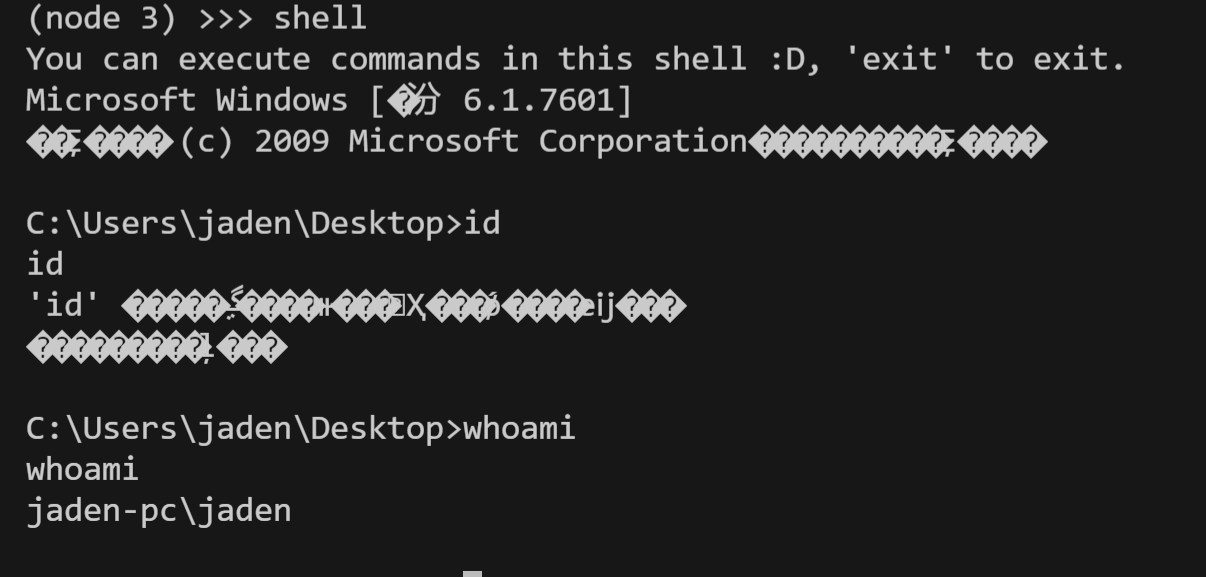 (node 3) >>> shell
You can execute commands in this shell :D, 'exit' to exit.
Microsoft Windows [�汾 6.1.7601]
(c) 2009 Microsoft Corporation
C:\Users\jaden\Desktop>id
id
'id'
C:\Users\jaden\Desktop>whoami
whoami
jaden-pc\jaden